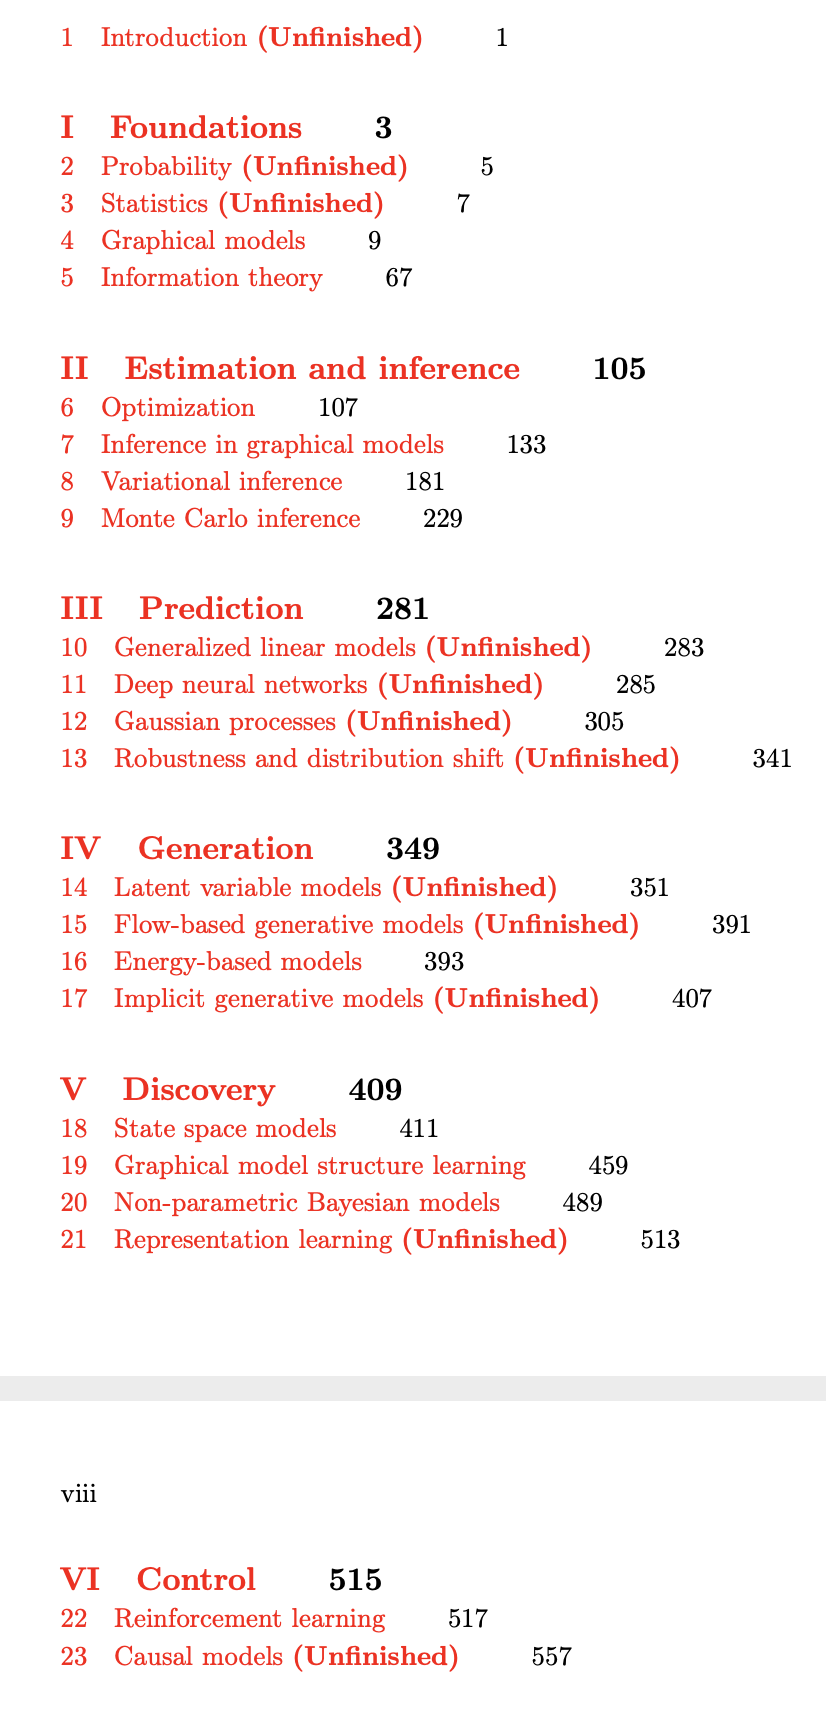 1 Introduction (Unfinished) 1
I Foundations 3
2 Probability (Unfinished) 5
3 Statistics (Unfinished) 7
4 Graphical models 9
5 Information theory 67
II Estimation and inference 105
6 Optimization 107
7 Inference in graphical models 133
8 Variational inference 181
9 Monte Carlo inference 229
III Prediction 281
10 Generalized linear models (Unfinished) 283
11 Deep neural networks (Unfinished) 285
12 Gaussian processes (Unfinished) 305
13 Robustness and distribution shift (Unfinished) 341
IV Generation 349
14 Latent variable models (Unfinished) 351
15 Flow-based generative models (Unfinished) 391
16 Energy-based models 393
17 Implicit generative models (Unfinished) 407
V Discovery 409
18 State space models 411
19 Graphical model structure learning 459
20 Non-parametric Bayesian models 489
21 Representation learning (Unfinished) 513
viii
VI Control 515
22 Reinforcement learning 517
23 Causal models (Unfinished) 557